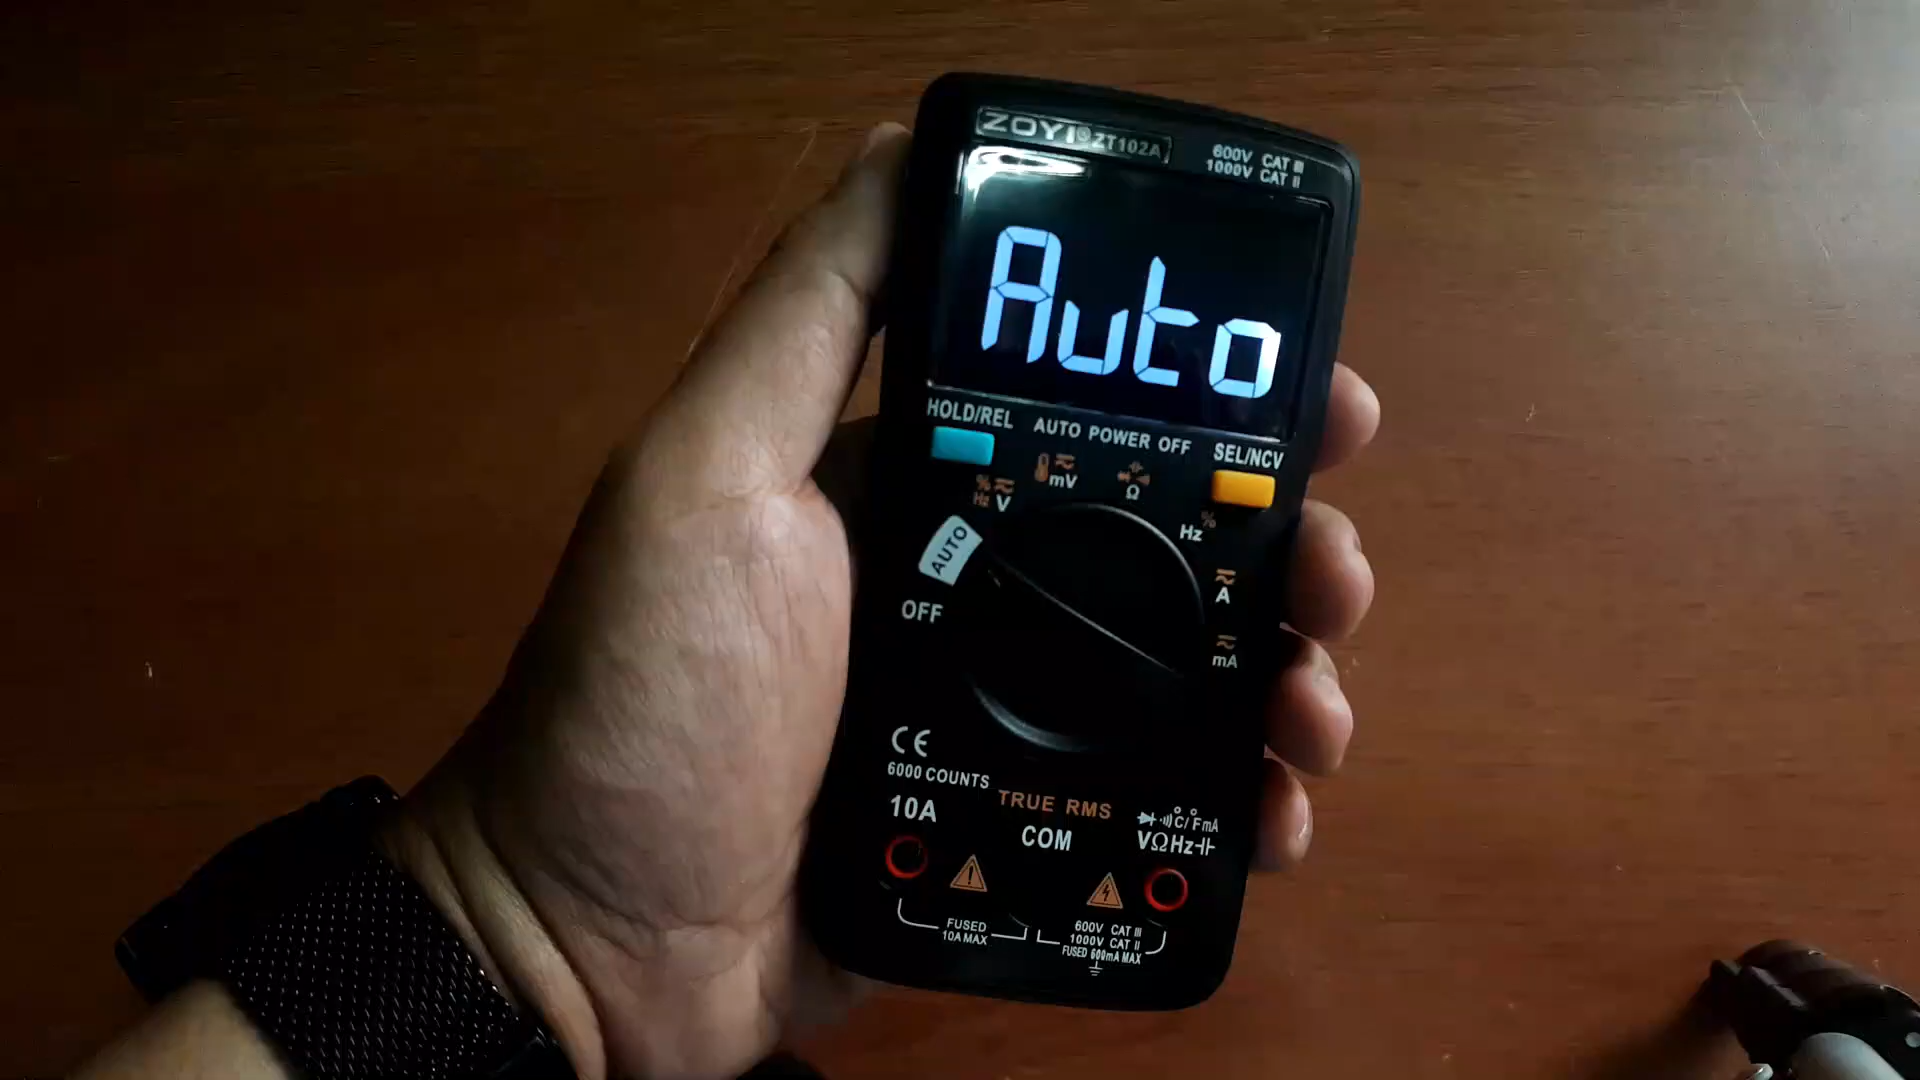 ZOYI® ZT102A
600V CAT III
1000V CAT II
Auto
HOLD/REL
AUTO POWER OFF
SEL/NCV
% Hz V
mV
Ω
Hz %
AUTO
A
OFF
mA
CE
6000 COUNTS
TRUE RMS
10A
COM
°C/°F mA
VΩHz
FUSED
10A MAX
600V CAT III
1000V CAT II
FUSED 600mA MAX